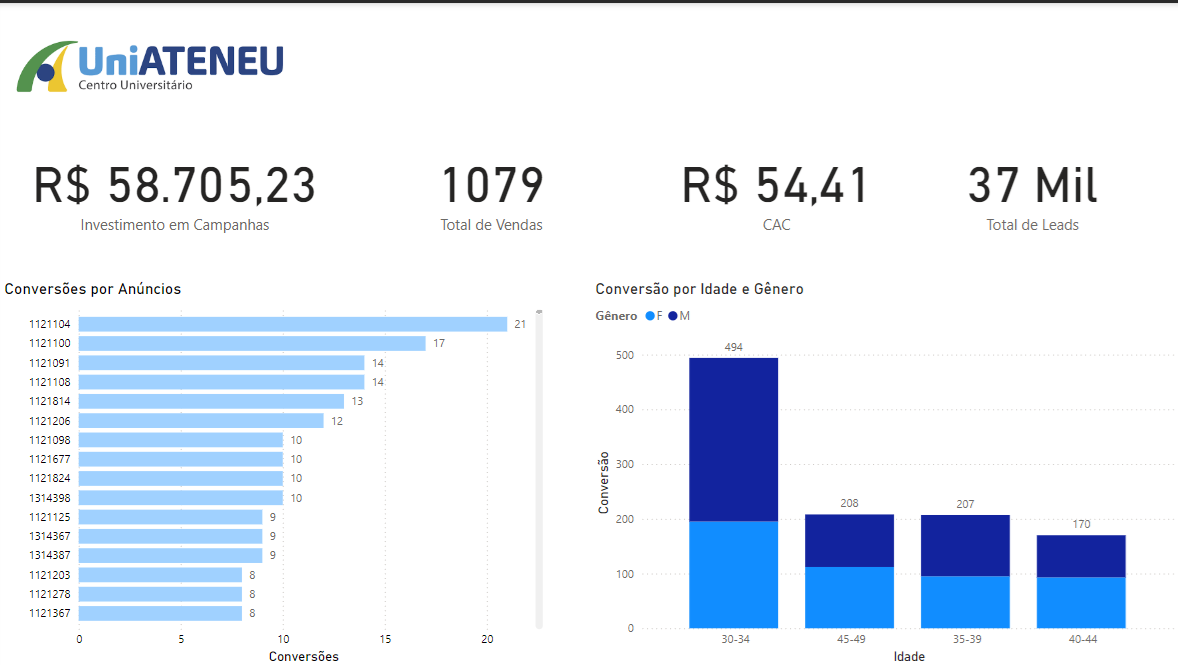 UniATENEU
Centro Universitário
R$ 58.705,23
Investimento em Campanhas
1079
Total de Vendas
R$ 54,41
CAC
37 Mil
Total de Leads
Conversões por Anúncios
1121104 21
1121100 17
1121091 14
1121108 14
1121814 13
1121206 12
1121098 10
1121677 10
1121824 10
1314398 10
1121125 9
1314367 9
1314387 9
1121203 8
1121278 8
1121367 8
0 5 10 15 20
Conversões
Conversão por Idade e Gênero
Gênero F M
Conversão
500
400
300
200
100
0
494
208
207
170
30-34 45-49 35-39 40-44
Idade